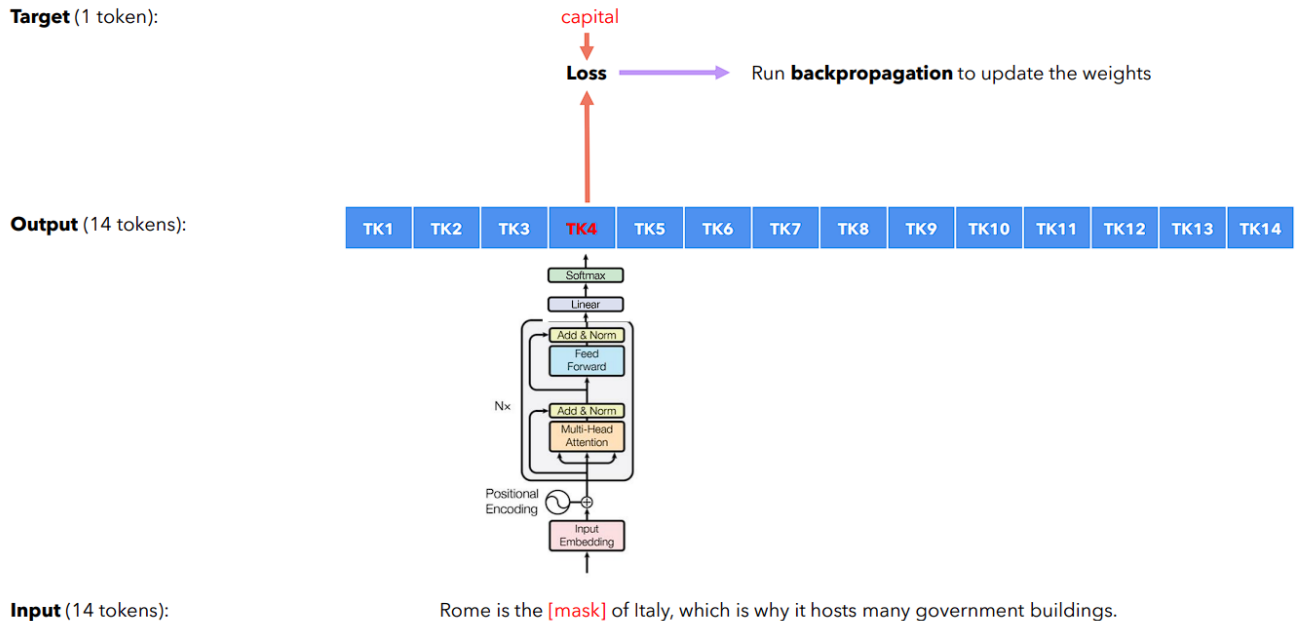 Target (1 token):
capital
Loss
Run backpropagation to update the weights
Output (14 tokens):
TK1 TK2 TK3 TK4 TK5 TK6 TK7 TK8 TK9 TK10 TK11 TK12 TK13 TK14
Softmax
Linear
Add & Norm
Feed
Forward
Nx
Add & Norm
Multi-Head
Attention
Positional
Encoding
Input
Embedding
Input (14 tokens):
Rome is the [mask] of Italy, which is why it hosts many government buildings.